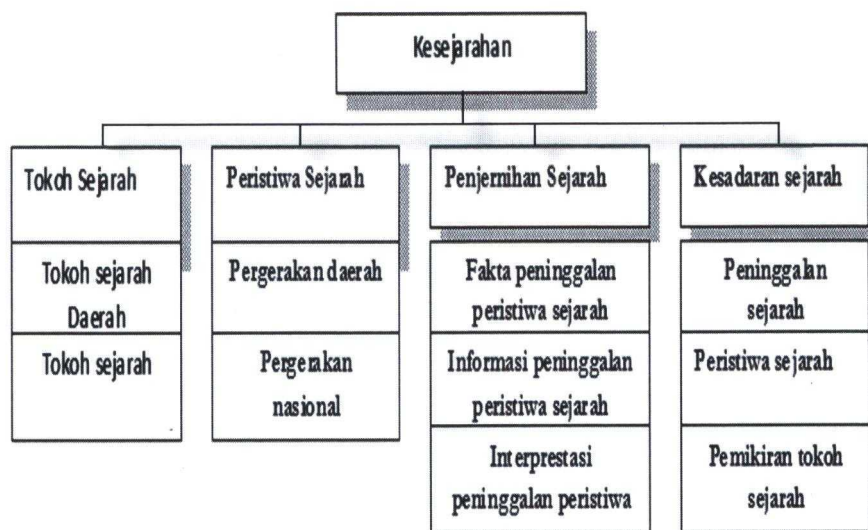 Kesejarahan
Tokoh Sejarah
Tokoh sejarah
Daerah
Tokoh sejarah
Peristiwa Sejarah
Pergerakan daerah
Pergerakan
nasional
Penjernihan Sejarah
Fakta peninggalan
peristiwa sejarah
Informasi peninggalan
peristiwa sejarah
Interprestasi
peninggalan peristiwa
Kesadaran sejarah
Peninggalan
sejarah
Peristiwa sejarah
Pemikiran tokoh
sejarah